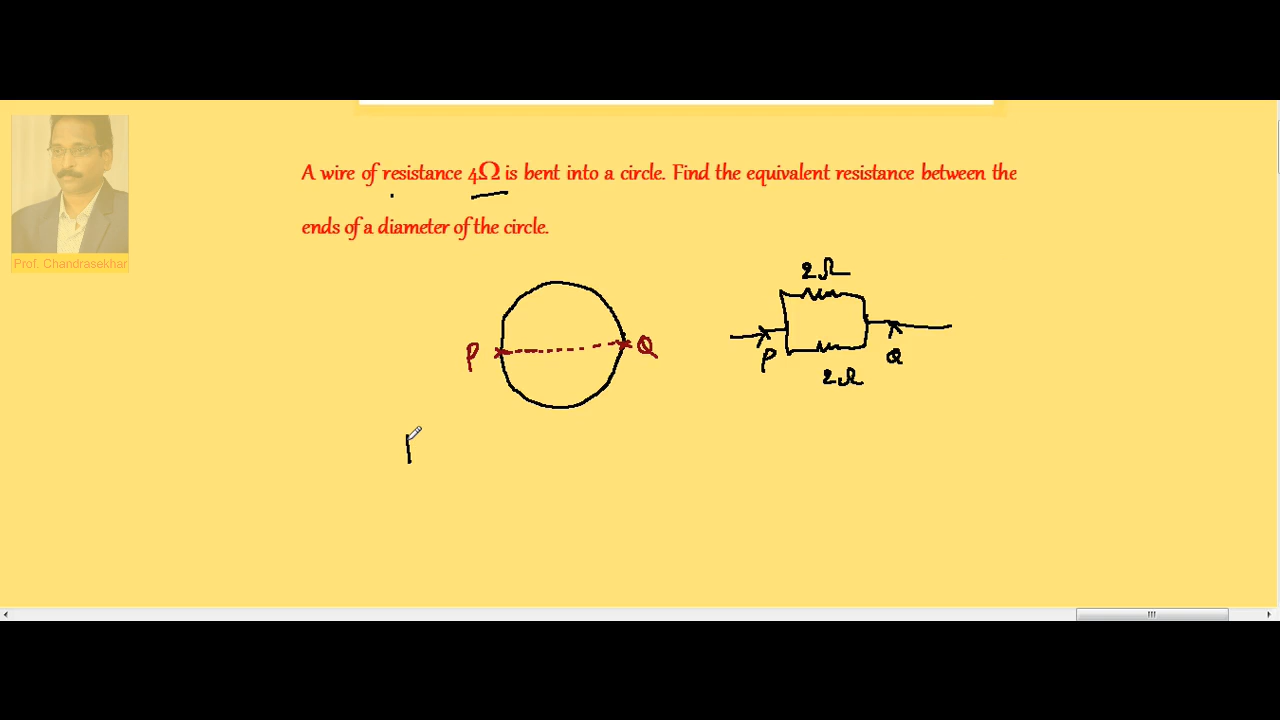 A wire of resistance 4Ω is bent into a circle. Find the equivalent resistance between the
ends of a diameter of the circle.
Prof. Chandrasekhar
2Ω
P Q
P Q
2Ω